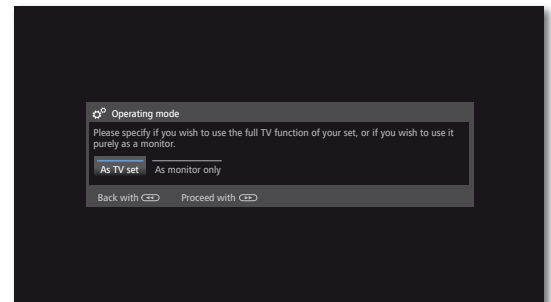 Operating mode
Please specify if you wish to use the full TV function of your set, or if you wish to use it
purely as a monitor.
As TV set As monitor only
Back with Proceed with